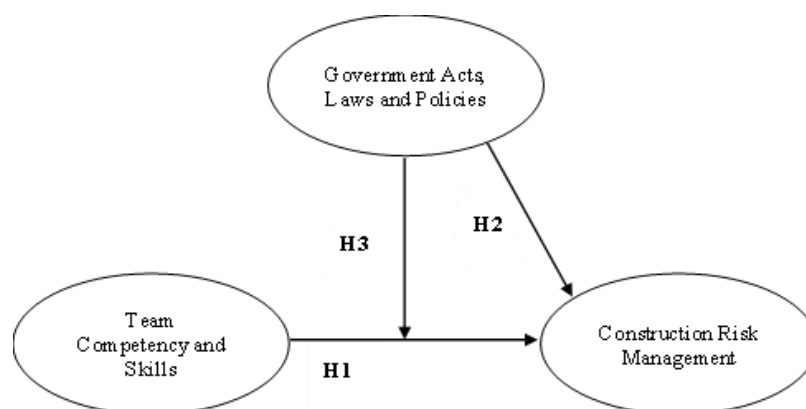 Government Acts,
Laws and Policies
H3
H2
Team
Competency and
Skills
H1
Construction Risk
Management